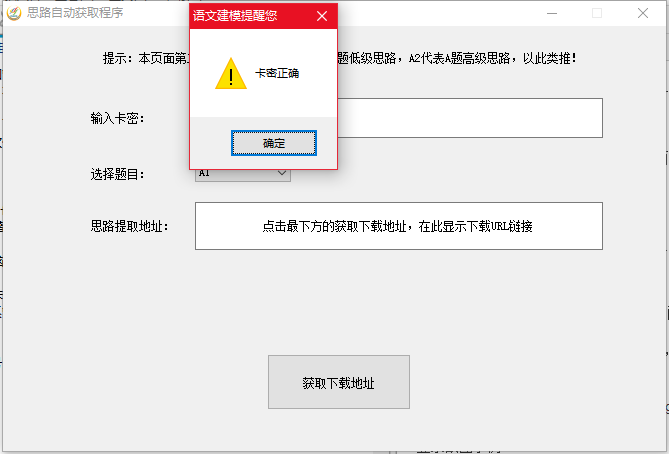 思路自动获取程序
语文建模提醒您
卡密正确
确定
提示：本页面第
题低级思路，A2代表A题高级思路，以此类推！
输入卡密：
选择题目：
A1
思路提取地址：
点击最下方的获取下载地址，在此显示下载URL链接
获取下载地址